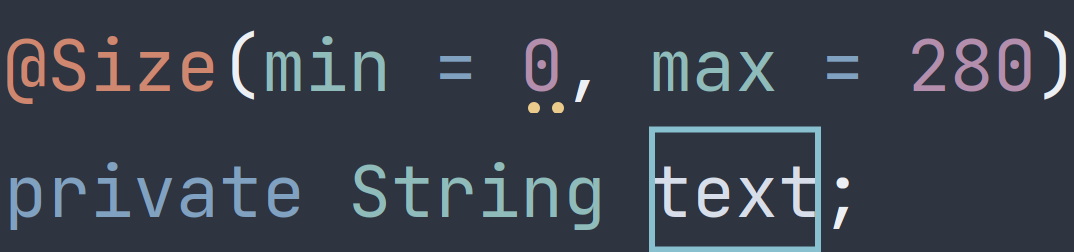 @Size(min = 0, max = 280)
private String text;